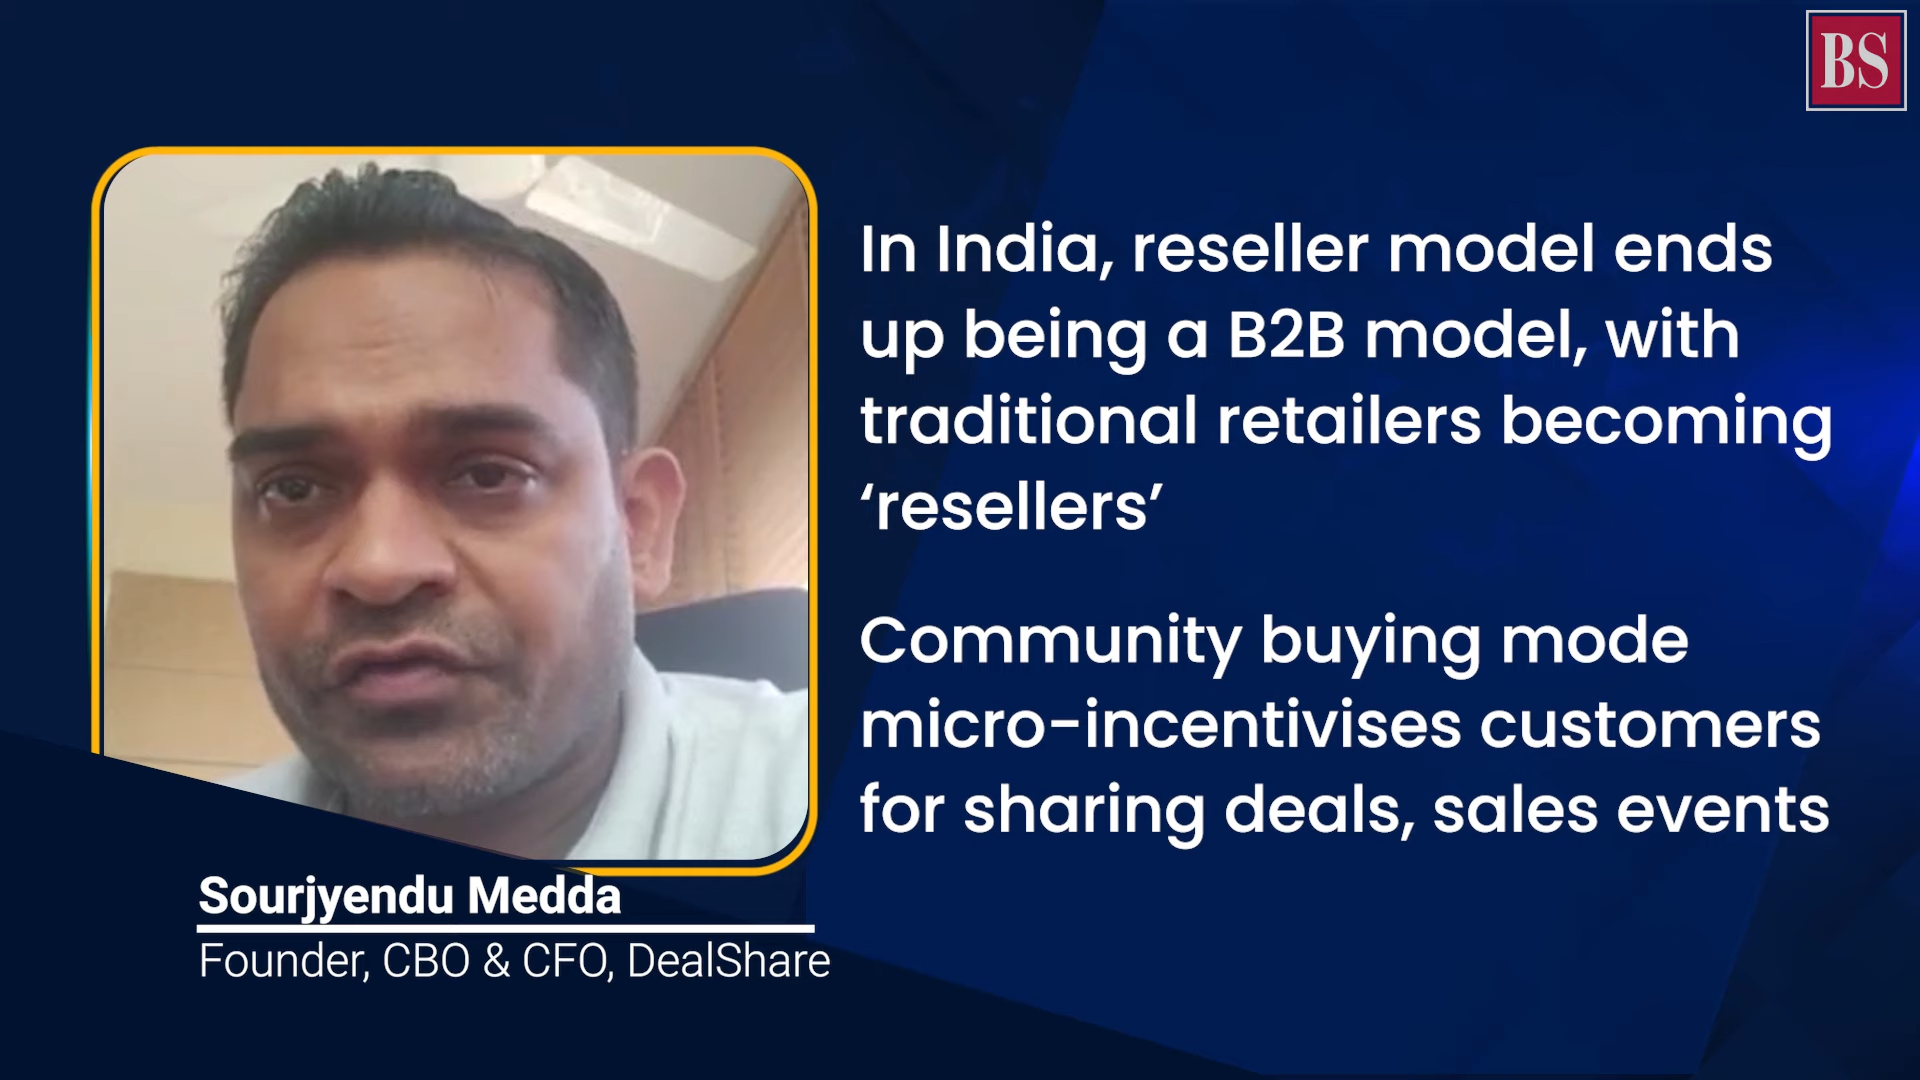 BS
In India, reseller model ends
up being a B2B model, with
traditional retailers becoming
‘resellers’
Community buying mode
micro-incentivises customers
for sharing deals, sales events
Sourjyendu Medda
Founder, CBO & CFO, DealShare